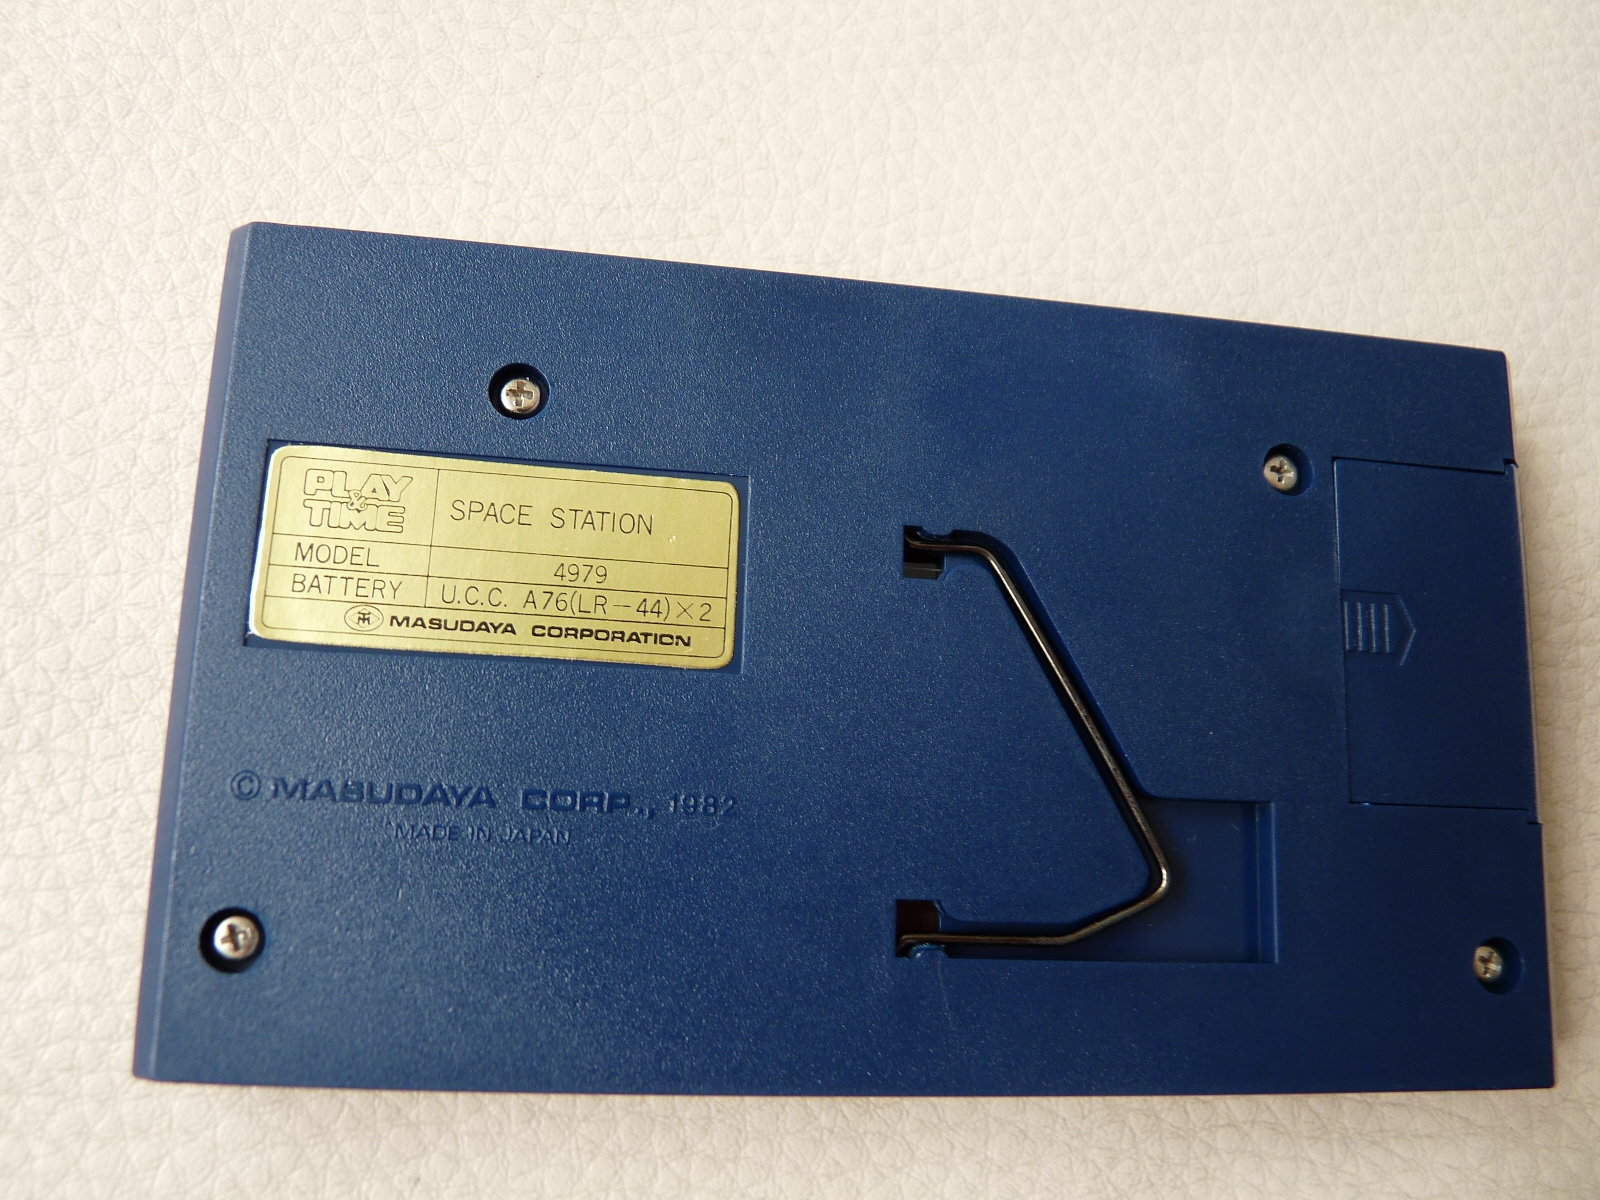 PLAY & TIME
SPACE STATION
MODEL 4979
BATTERY U.C.C. A76(LR-44)×2
MASUDAYA CORPORATION
© MASUDAYA CORP., 1982
MADE IN JAPAN